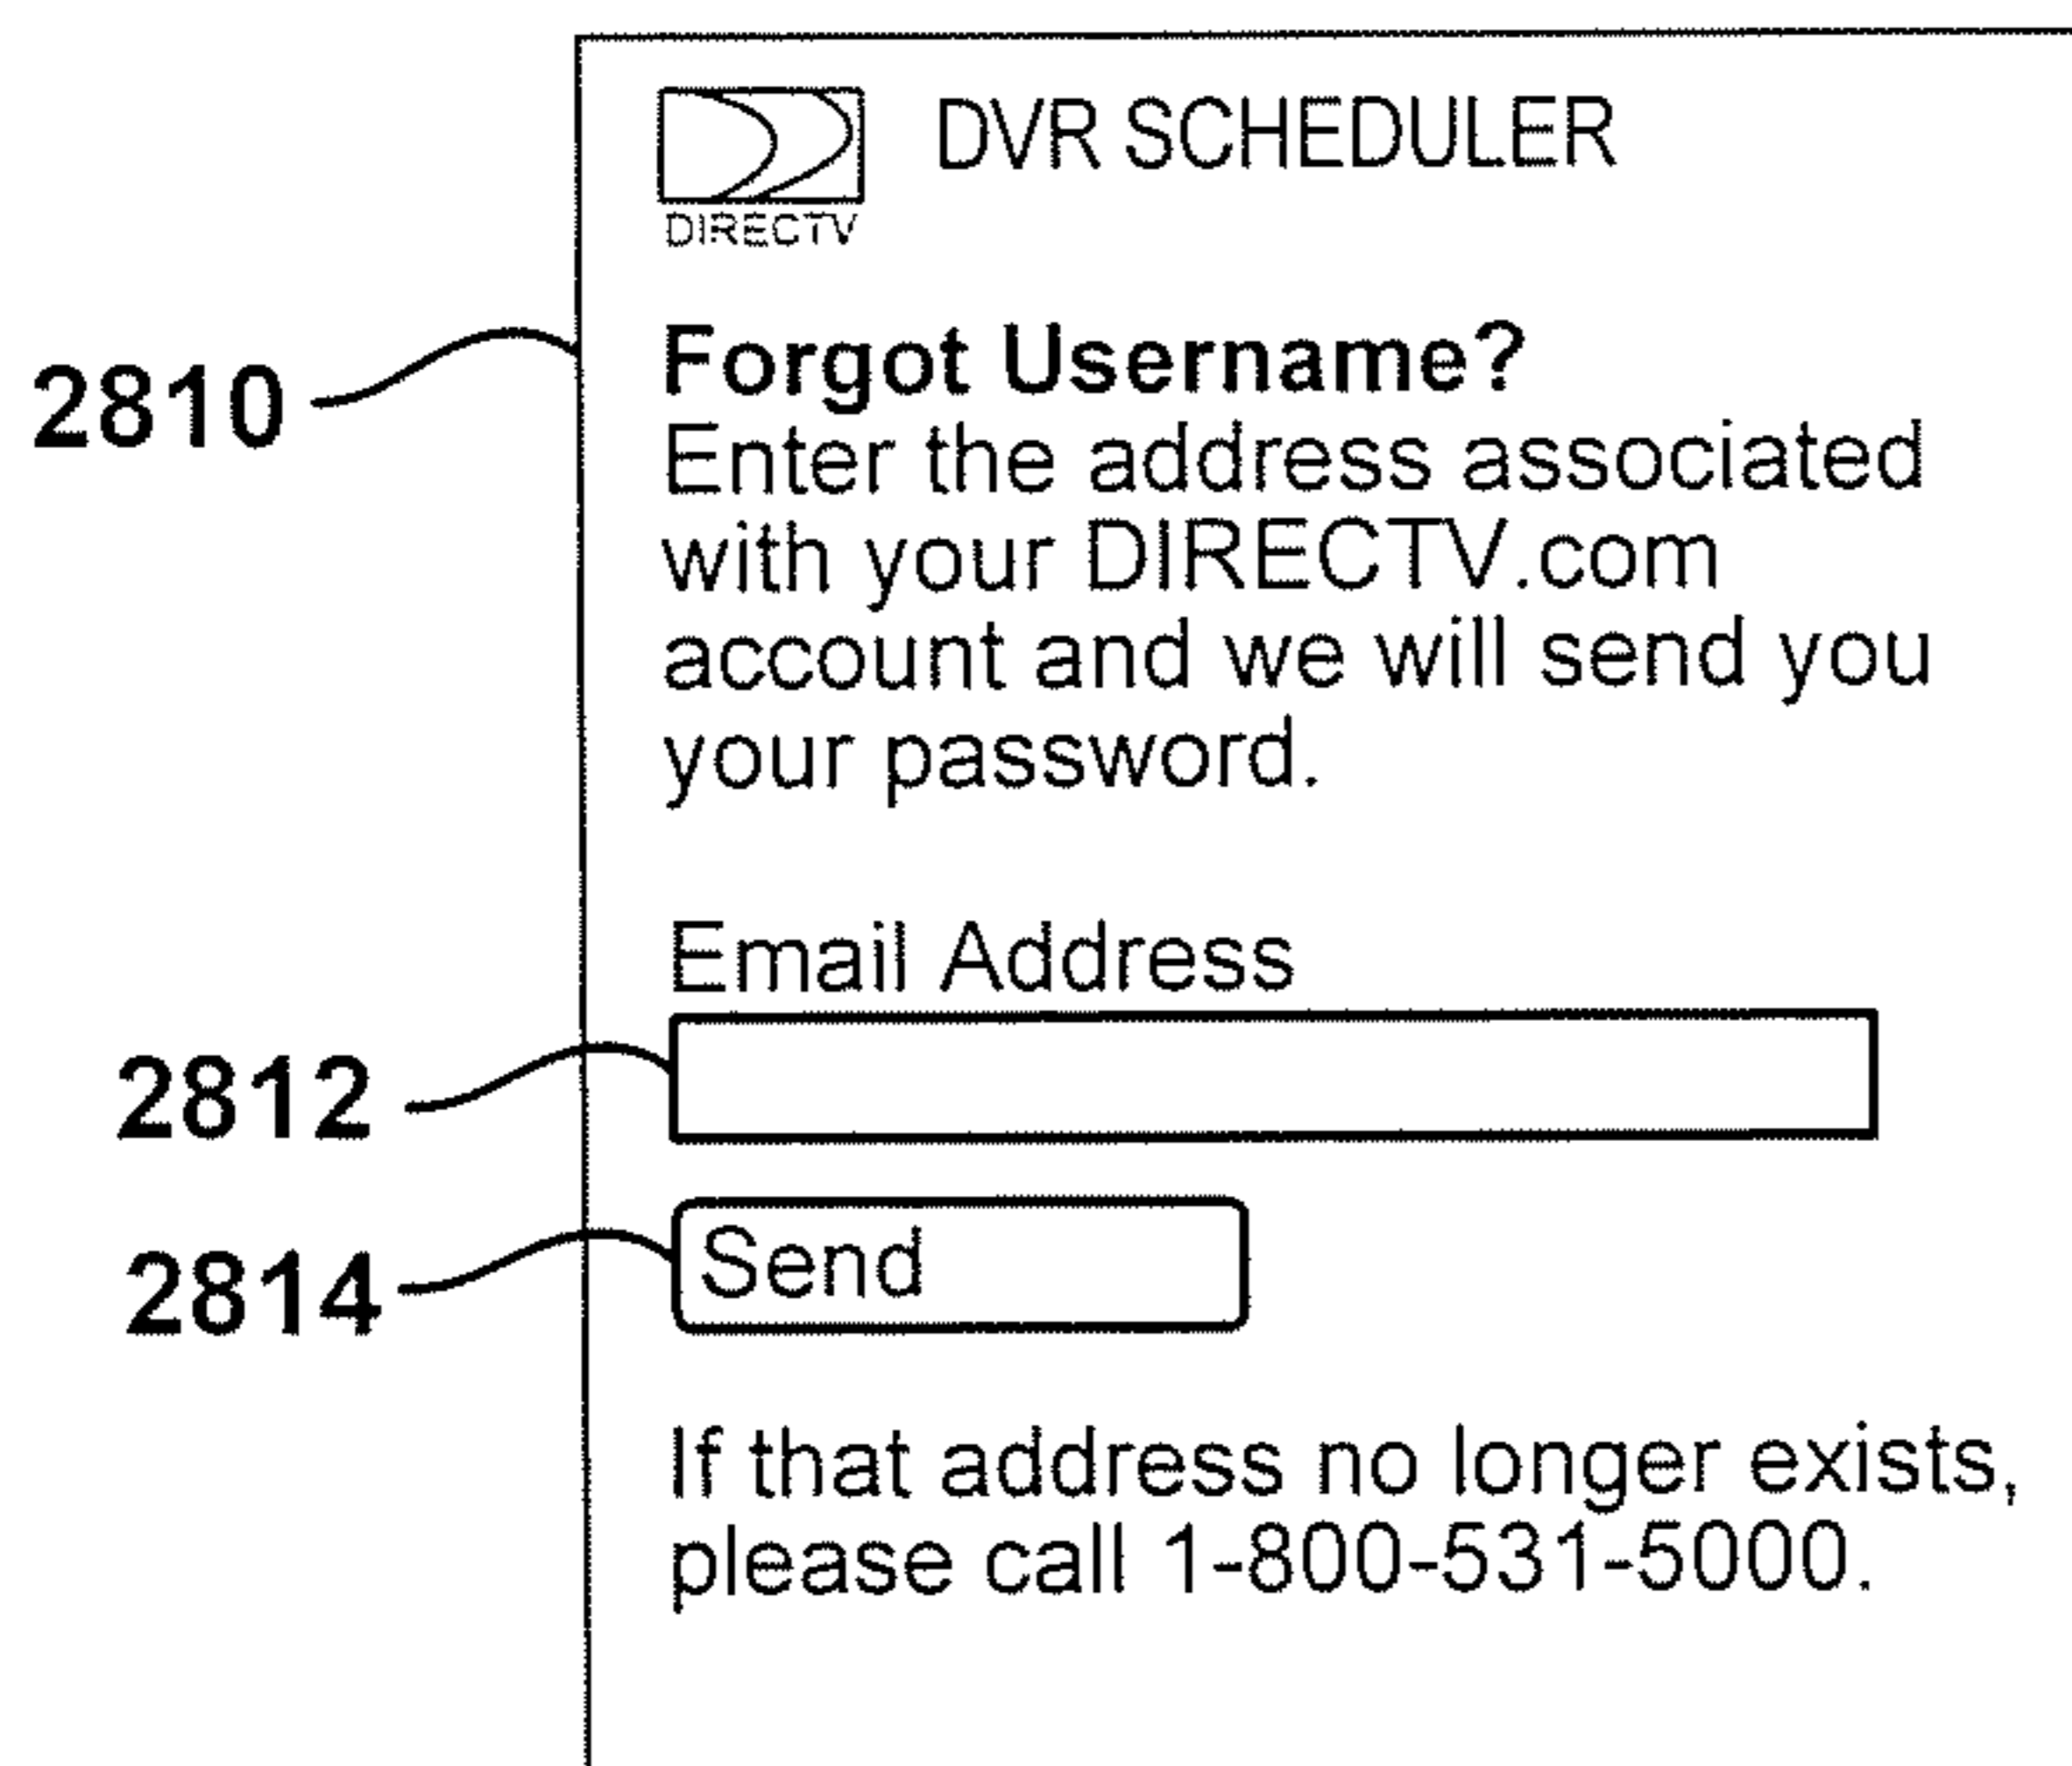 DVR SCHEDULER
DIRECTV
2810
Forgot Username?
Enter the address associated
with your DIRECTV.com
account and we will send you
your password.
Email Address
2812
2814
Send
If that address no longer exists,
please call 1-800-531-5000.